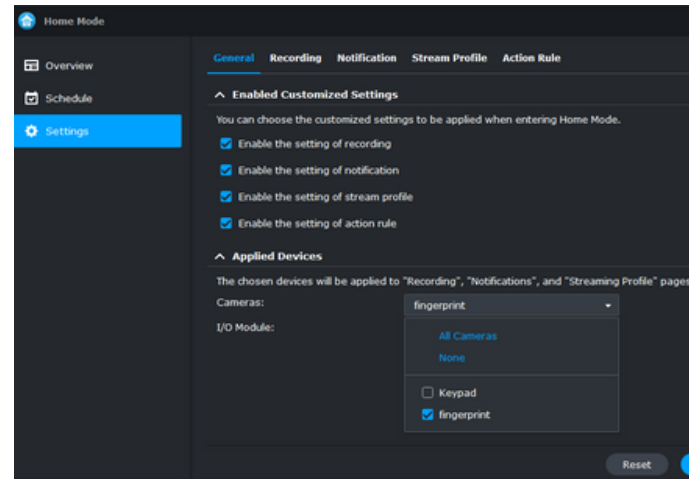 Home Mode
Overview
Schedule
Settings
General Recording Notification Stream Profile Action Rule
Enabled Customized Settings
You can choose the customized settings to be applied when entering Home Mode.
Enable the setting of recording
Enable the setting of notification
Enable the setting of stream profile
Enable the setting of action rule
Applied Devices
The chosen devices will be applied to "Recording", "Notifications", and "Streaming Profile" pages
Cameras: fingerprint
I/O Module:
All Cameras
None
Keypad
fingerprint
Reset